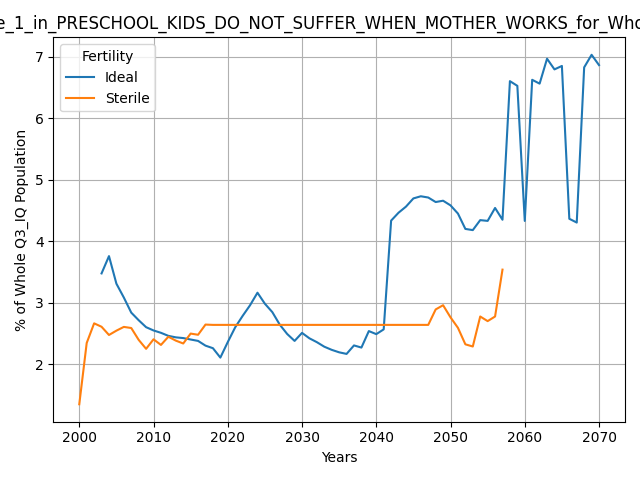 e_1_in_PRESCHOOL_KIDS_DO_NOT_SUFFER_WHEN_MOTHER_WORKS_for_Who
Fertility
Ideal
Sterile
% of Whole Q3_IQ Population
7
6
5
4
3
2
2000 2010 2020 2030 2040 2050 2060 2070
Years